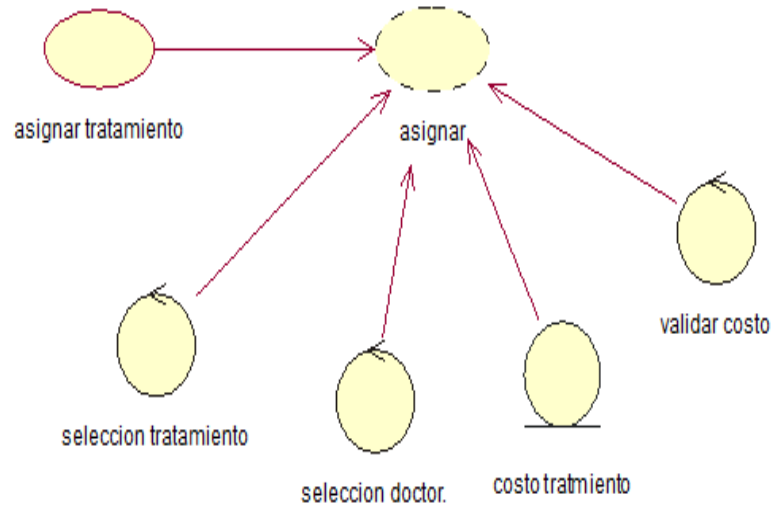 asignar tratamiento
asignar
validar costo
seleccion tratamiento
seleccion doctor.
costo tratmiento